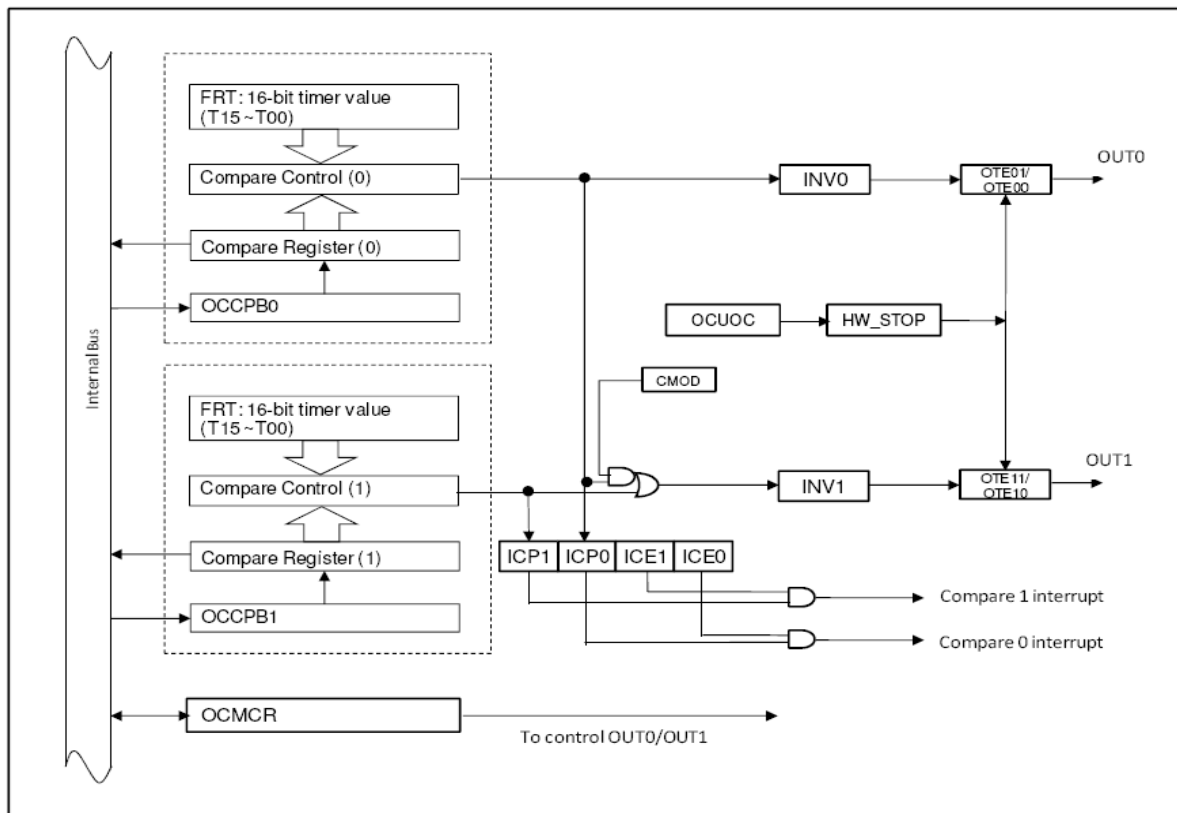 FRT: 16-bit timer value
(T15~T00)
Compare Control (0)
Compare Register (0)
OCCPB0
INV0
OTE01/
OTE00
OUT0
OCUOC
HW_STOP
CMOD
Internal Bus
FRT: 16-bit timer value
(T15~T00)
Compare Control (1)
Compare Register (1)
OCCPB1
INV1
OTE11/
OTE10
OUT1
ICP1 ICP0 ICE1 ICE0
Compare 1 interrupt
Compare 0 interrupt
OCMCR
To control OUT0/OUT1